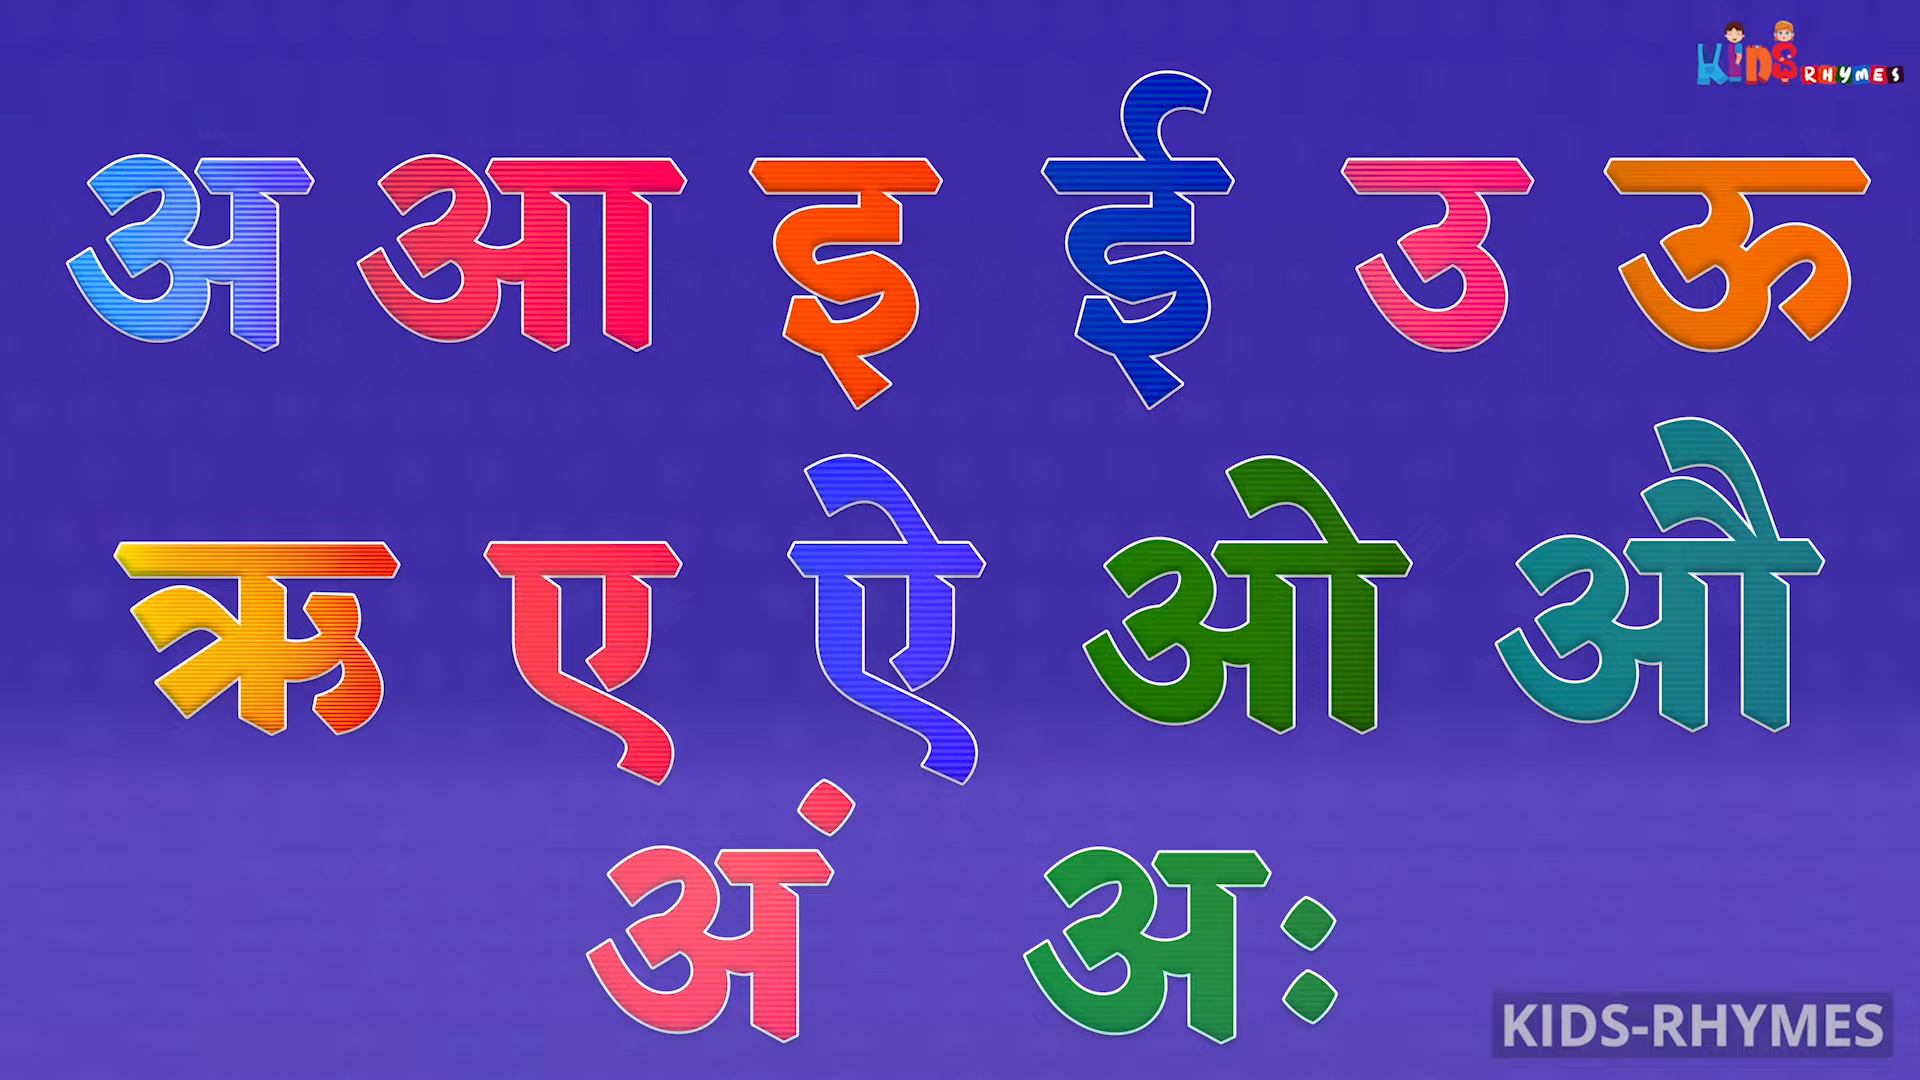 KIDS RHYMES
अ आ इ ई उ ऊ
ऋ ए ऐ ओ औ
अं अः
KIDS-RHYMES